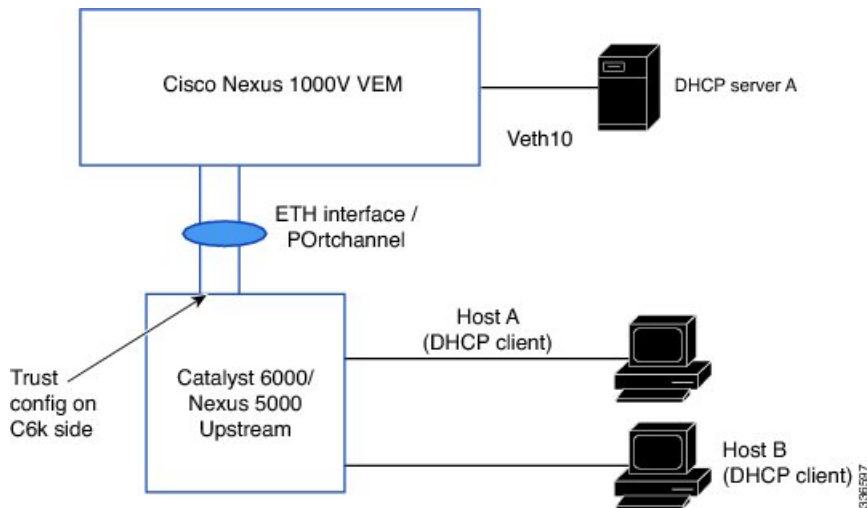 Cisco Nexus 1000V VEM
DHCP server A
Veth10
ETH interface /
POrtchannel
Host A
(DHCP client)
Trust
config on
C6k side
Catalyst 6000/
Nexus 5000
Upstream
Host B
(DHCP client)
336597